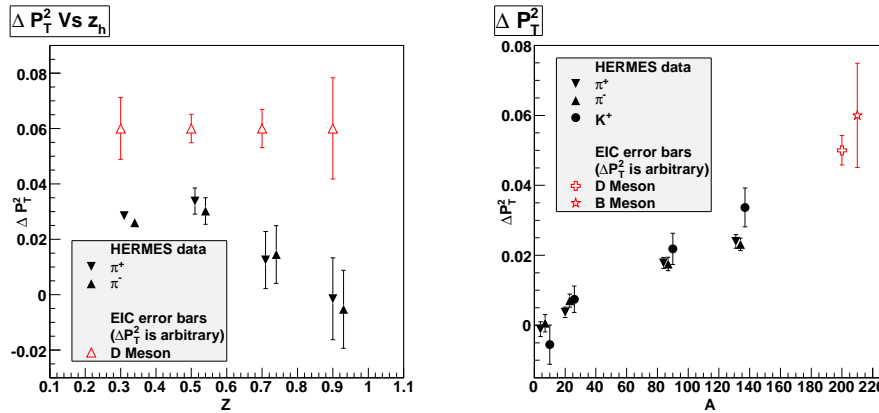 Δ P_T^2 Vs z_h
0.08
0.06
0.04
0.02
0
-0.02
Δ P_T^2
HERMES data
π^+
π^-
EIC error bars
(ΔP_T^2 is arbitrary)
D Meson
0.1 0.2 0.3 0.4 0.5 0.6 0.7 0.8 0.9 1 1.1
Z
Δ P_T^2
0.08
0.06
0.04
0.02
0
ΔP_T^2
HERMES data
π^+
π^-
K^+
EIC error bars
(ΔP_T^2 is arbitrary)
D Meson
B Meson
0 20 40 60 80 100 120 140 160 180 200 220
A